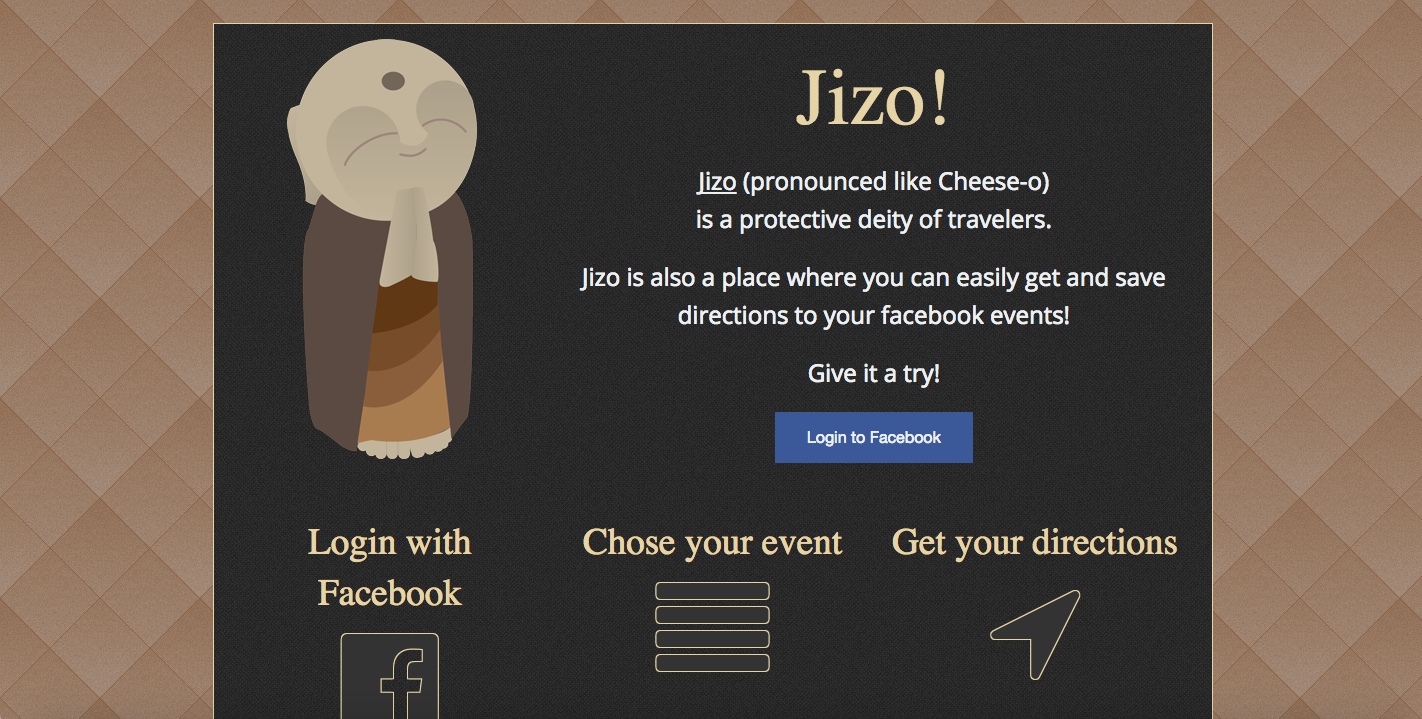 Jizo!
Jizo (pronounced like Cheese-o)
is a protective deity of travelers.
Jizo is also a place where you can easily get and save
directions to your facebook events!
Give it a try!
Login to Facebook
Login with
Facebook
Chose your event
Get your directions